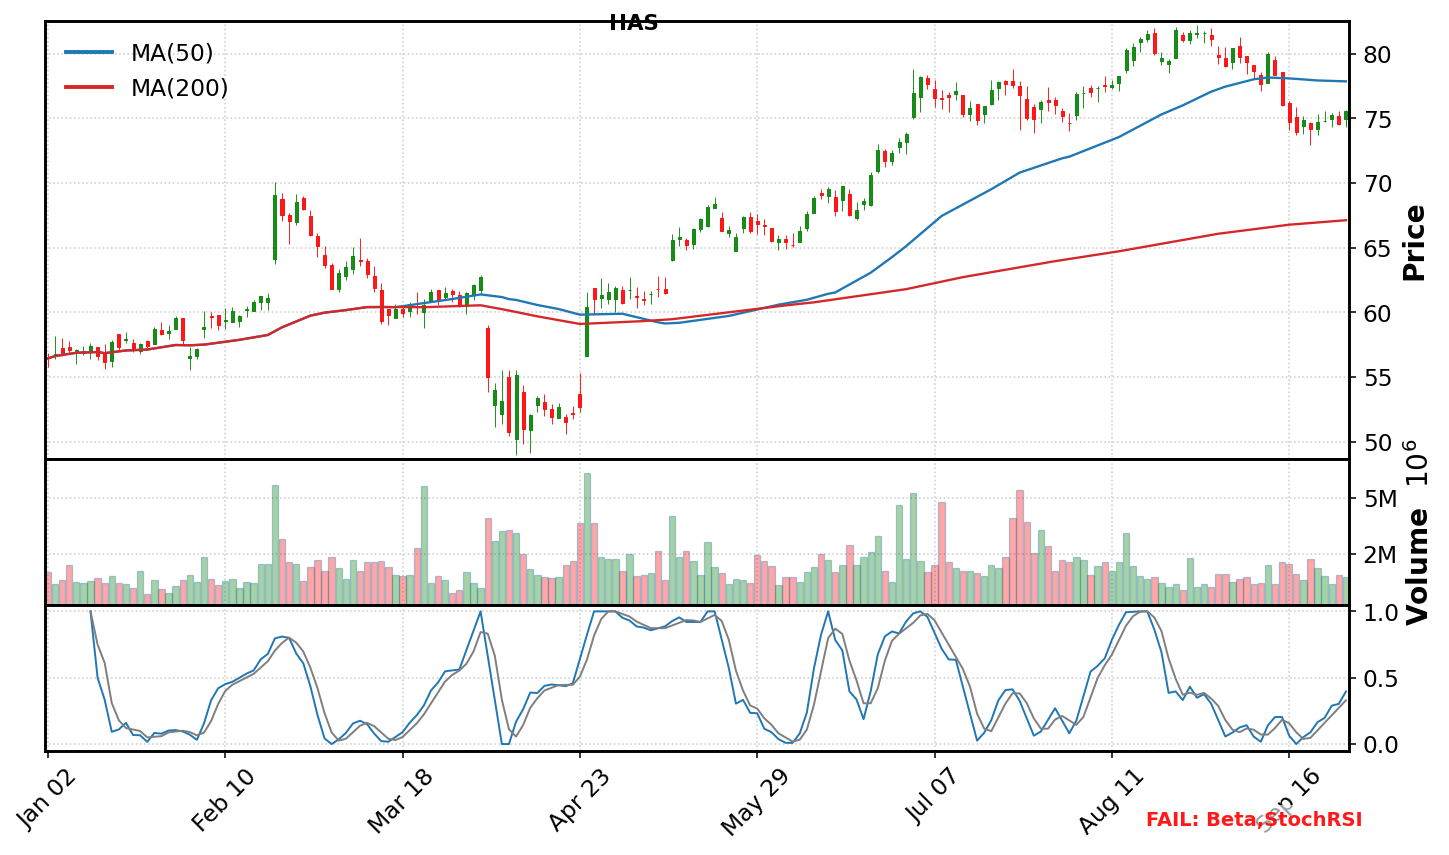 HAS
MA(50)
MA(200)
80
75
70
65
60
55
50
Price
5M
2M
Volume 10⁶
1.0
0.5
0.0
Jan 02
Feb 10
Mar 18
Apr 23
May 29
Jul 07
Aug 11
Sep 16
FAIL: Beta,StochRSI